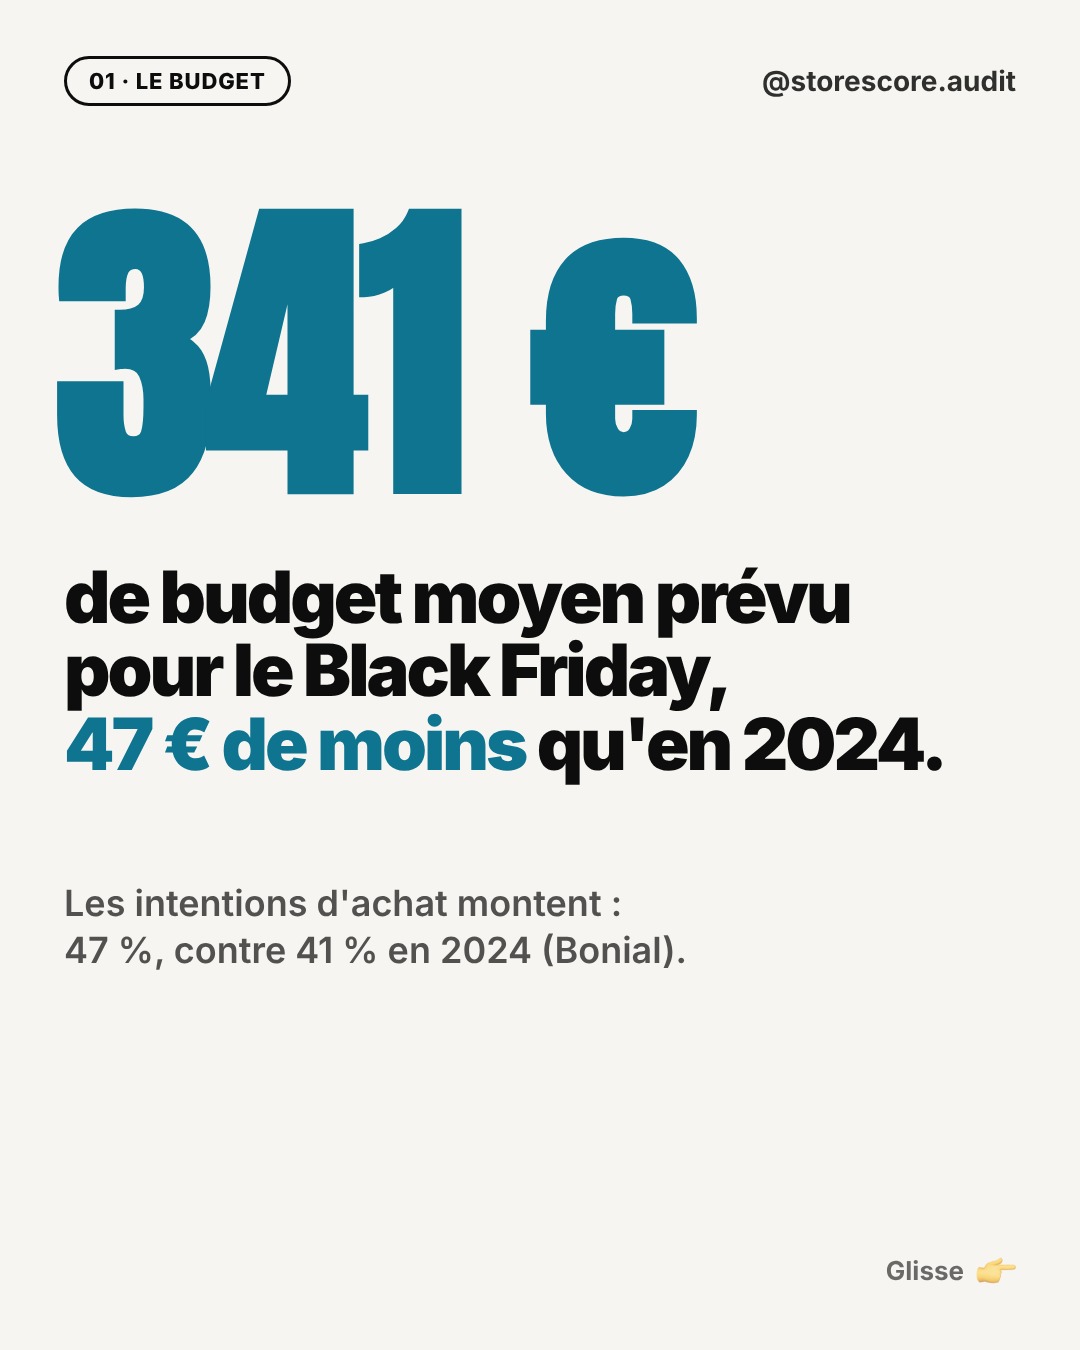 01 · LE BUDGET
@storescore.audit
341 €
de budget moyen prévu
pour le Black Friday,
47 € de moins qu'en 2024.
Les intentions d'achat montent :
47 %, contre 41 % en 2024 (Bonial).
Glisse 👉